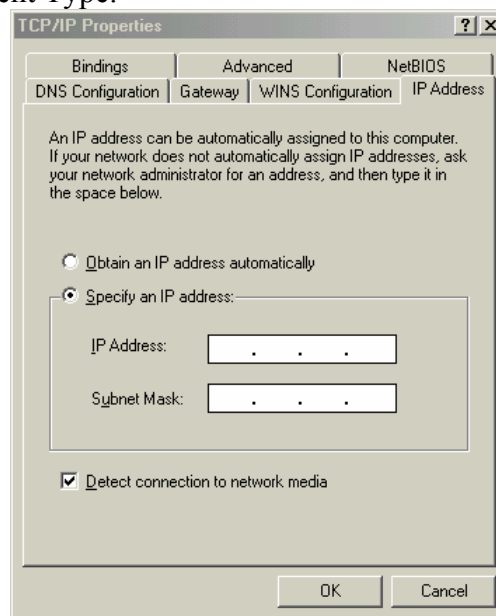 ent Type.
TCP/IP Properties
Bindings Advanced NetBIOS
DNS Configuration Gateway WINS Configuration IP Address
An IP address can be automatically assigned to this computer.
If your network does not automatically assign IP addresses, ask
your network administrator for an address, and then type it in
the space below.
Obtain an IP address automatically
Specify an IP address:
IP Address: . . .
Subnet Mask: . . .
Detect connection to network media
OK Cancel